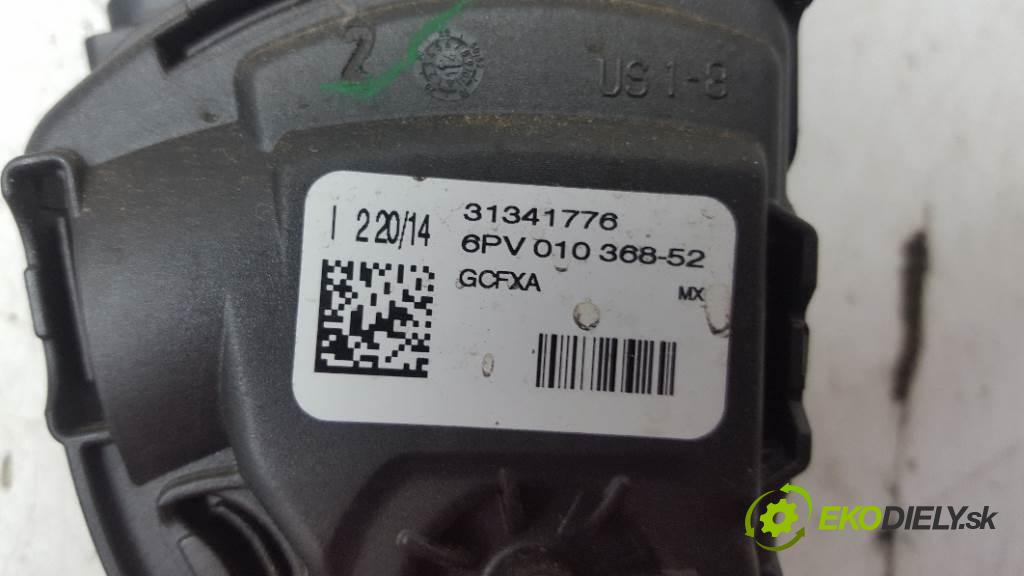 2
US 1-8
I 2 20/14
31341776
6PV 010 368-52
GCFXA
MX
EKODIELY.sk